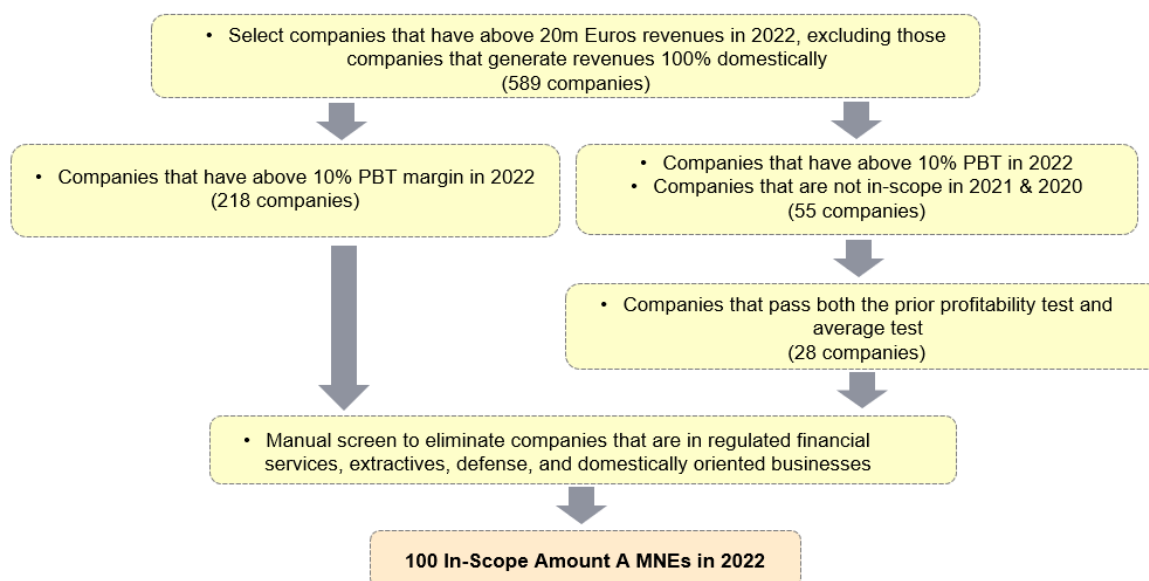 • Select companies that have above 20m Euros revenues in 2022, excluding those
companies that generate revenues 100% domestically
(589 companies)
• Companies that have above 10% PBT margin in 2022
(218 companies)
• Companies that have above 10% PBT in 2022
• Companies that are not in-scope in 2021 & 2020
(55 companies)
• Companies that pass both the prior profitability test and
average test
(28 companies)
• Manual screen to eliminate companies that are in regulated financial
services, extractives, defense, and domestically oriented businesses
100 In-Scope Amount A MNEs in 2022